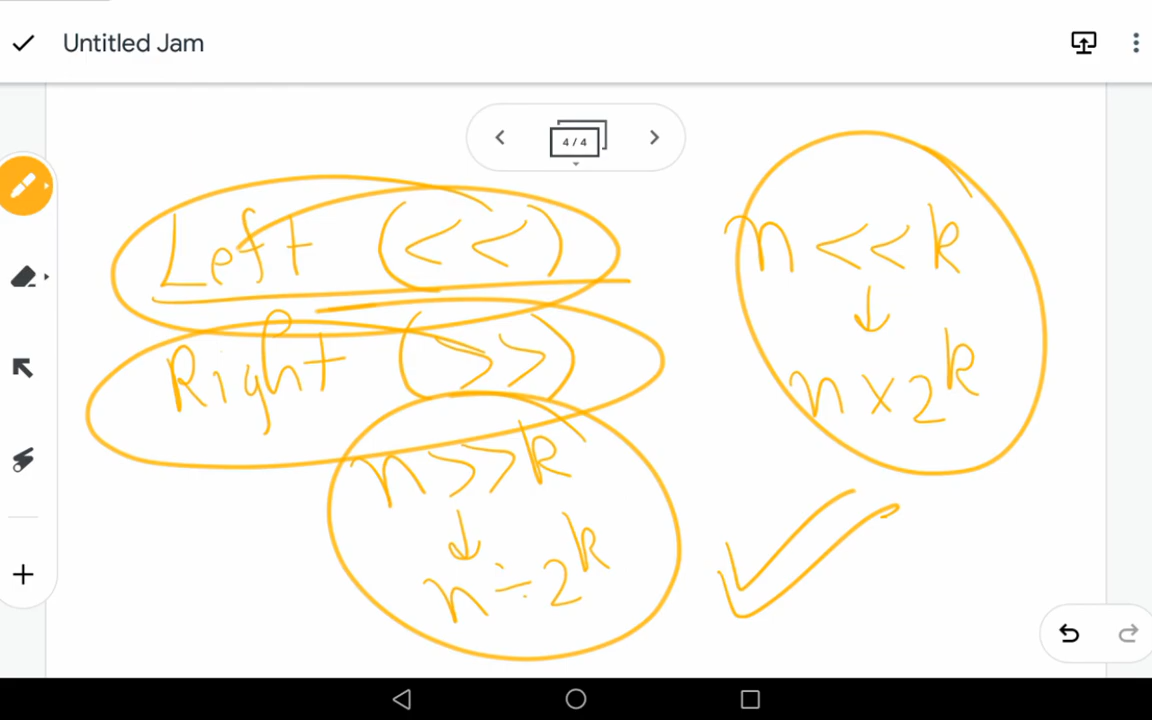 Untitled Jam
4 / 4
Left (<<)
Right (>>)
n >> k
↓
n ÷ 2^k
n << k
↓
n × 2^k